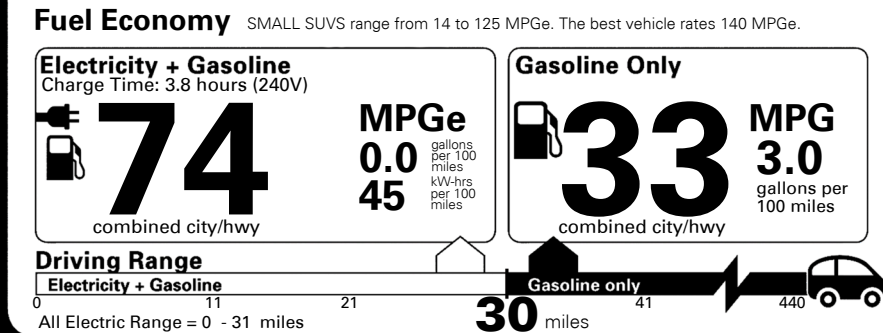 Fuel Economy SMALL SUVS range from 14 to 125 MPGe. The best vehicle rates 140 MPGe.
Electricity + Gasoline
Charge Time: 3.8 hours (240V)
74
combined city/hwy
MPGe
0.0 gallons per 100 miles
45 kW-hrs per 100 miles
Gasoline Only
33
combined city/hwy
MPG
3.0
gallons per
100 miles
Driving Range
Electricity + Gasoline Gasoline only
0 11 21 30 miles 41 440
All Electric Range = 0 - 31 miles